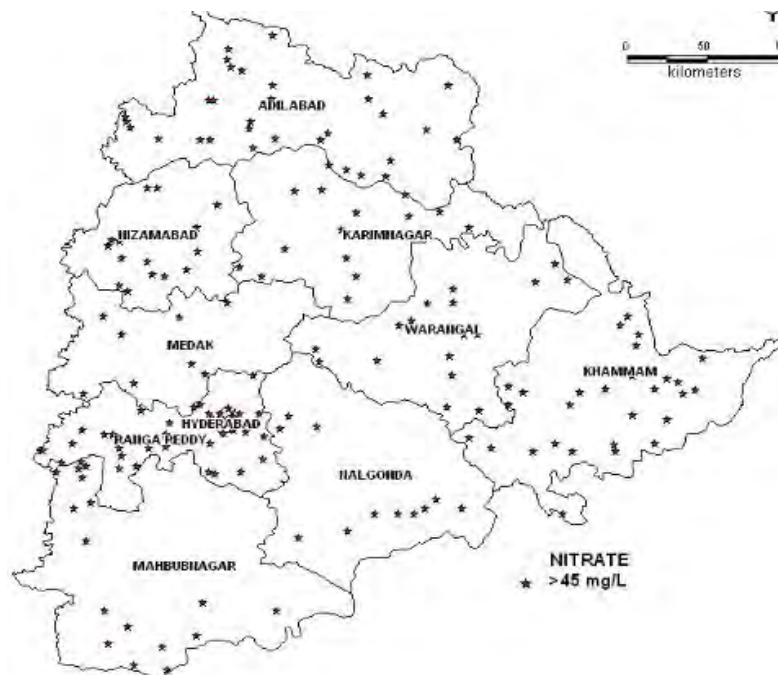 0 50
kilometers
ADILABAD
NIZAMABAD
KARIMNAGAR
MEDAK
WARANGAL
KHAMMAM
HYDERABAD
RANGA REDDY
NALGONDA
MAHBUBNAGAR
NITRATE
>45 mg/L